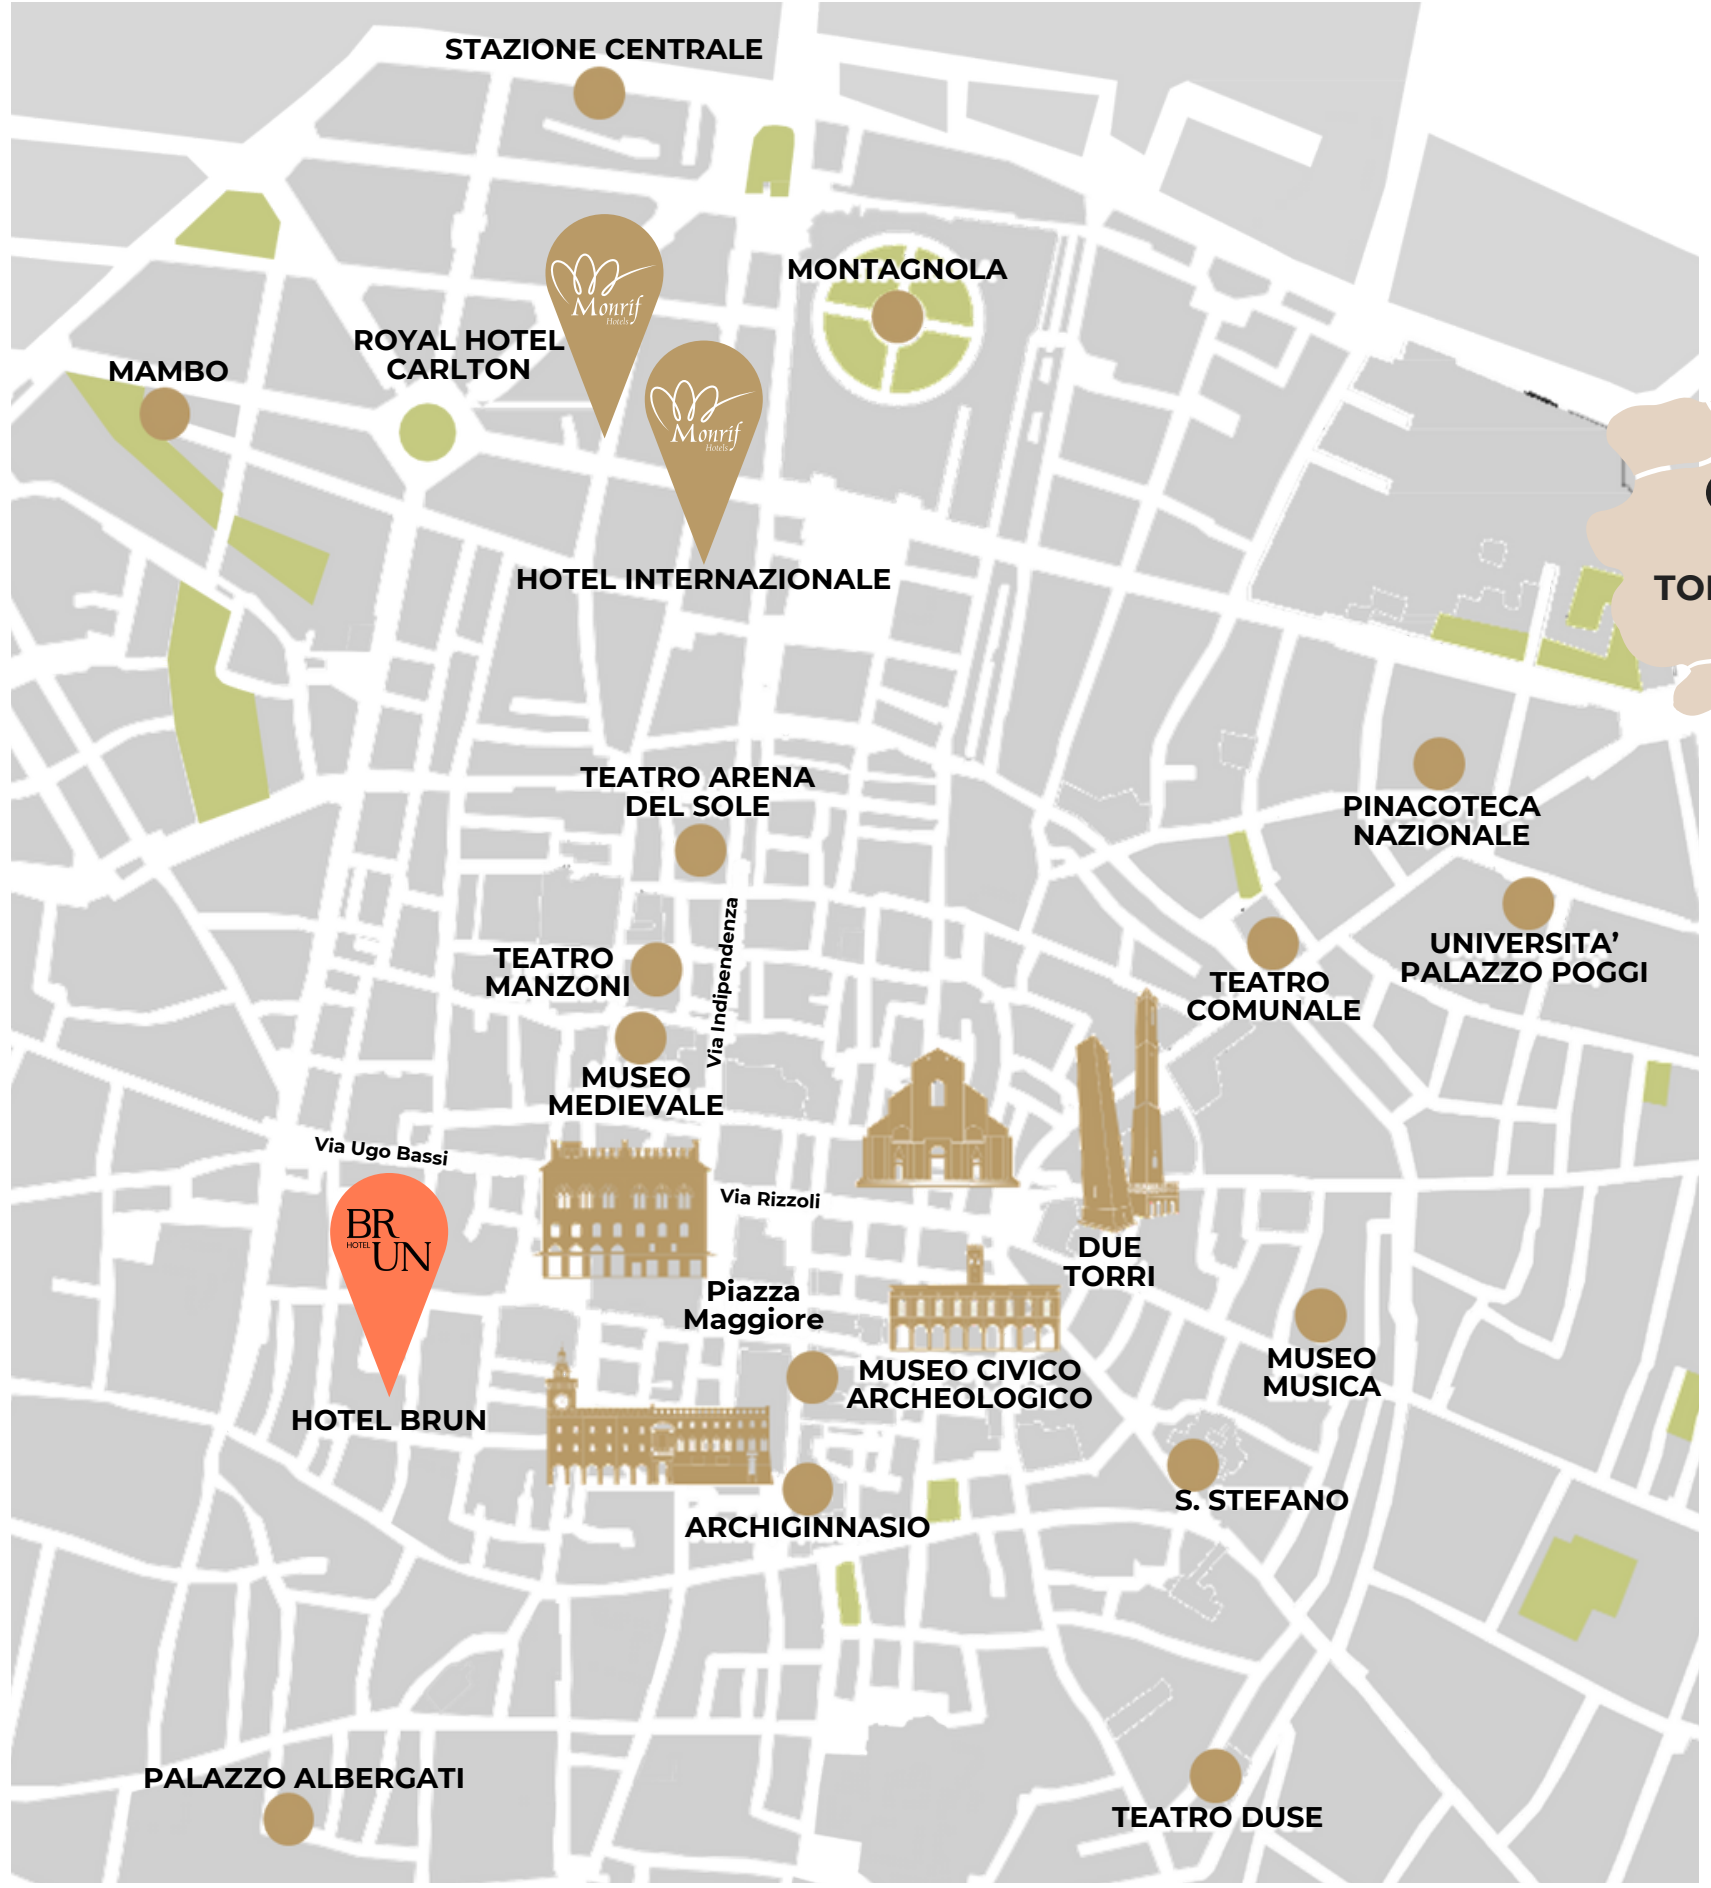 STAZIONE CENTRALE
MONTAGNOLA
Monrif
Hotels
ROYAL HOTEL
CARLTON
MAMBO
Monrif
Hotels
HOTEL INTERNAZIONALE
TEATRO ARENA
DEL SOLE
PINACOTECA
NAZIONALE
Via Indipendenza
TEATRO
MANZONI
UNIVERSITA’
PALAZZO POGGI
TEATRO
COMUNALE
MUSEO
MEDIEVALE
Via Ugo Bassi
Via Rizzoli
BR
HOTEL
UN
DUE
TORRI
Piazza
Maggiore
MUSEO CIVICO
ARCHEOLOGICO
MUSEO
MUSICA
HOTEL BRUN
S. STEFANO
ARCHIGINNASIO
PALAZZO ALBERGATI
TEATRO DUSE